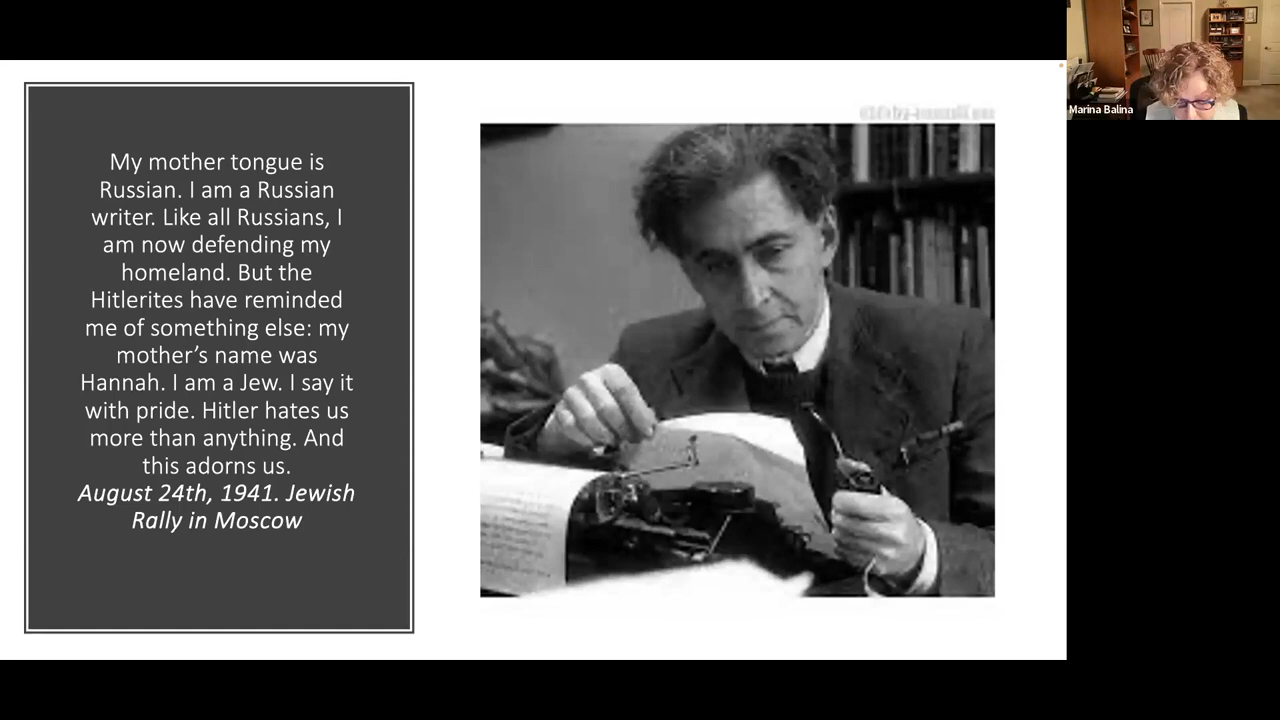 My mother tongue is
Russian. I am a Russian
writer. Like all Russians, I
am now defending my
homeland. But the
Hitlerites have reminded
me of something else: my
mother’s name was
Hannah. I am a Jew. I say it
with pride. Hitler hates us
more than anything. And
this adorns us.
August 24th, 1941. Jewish
Rally in Moscow
Marina Balina